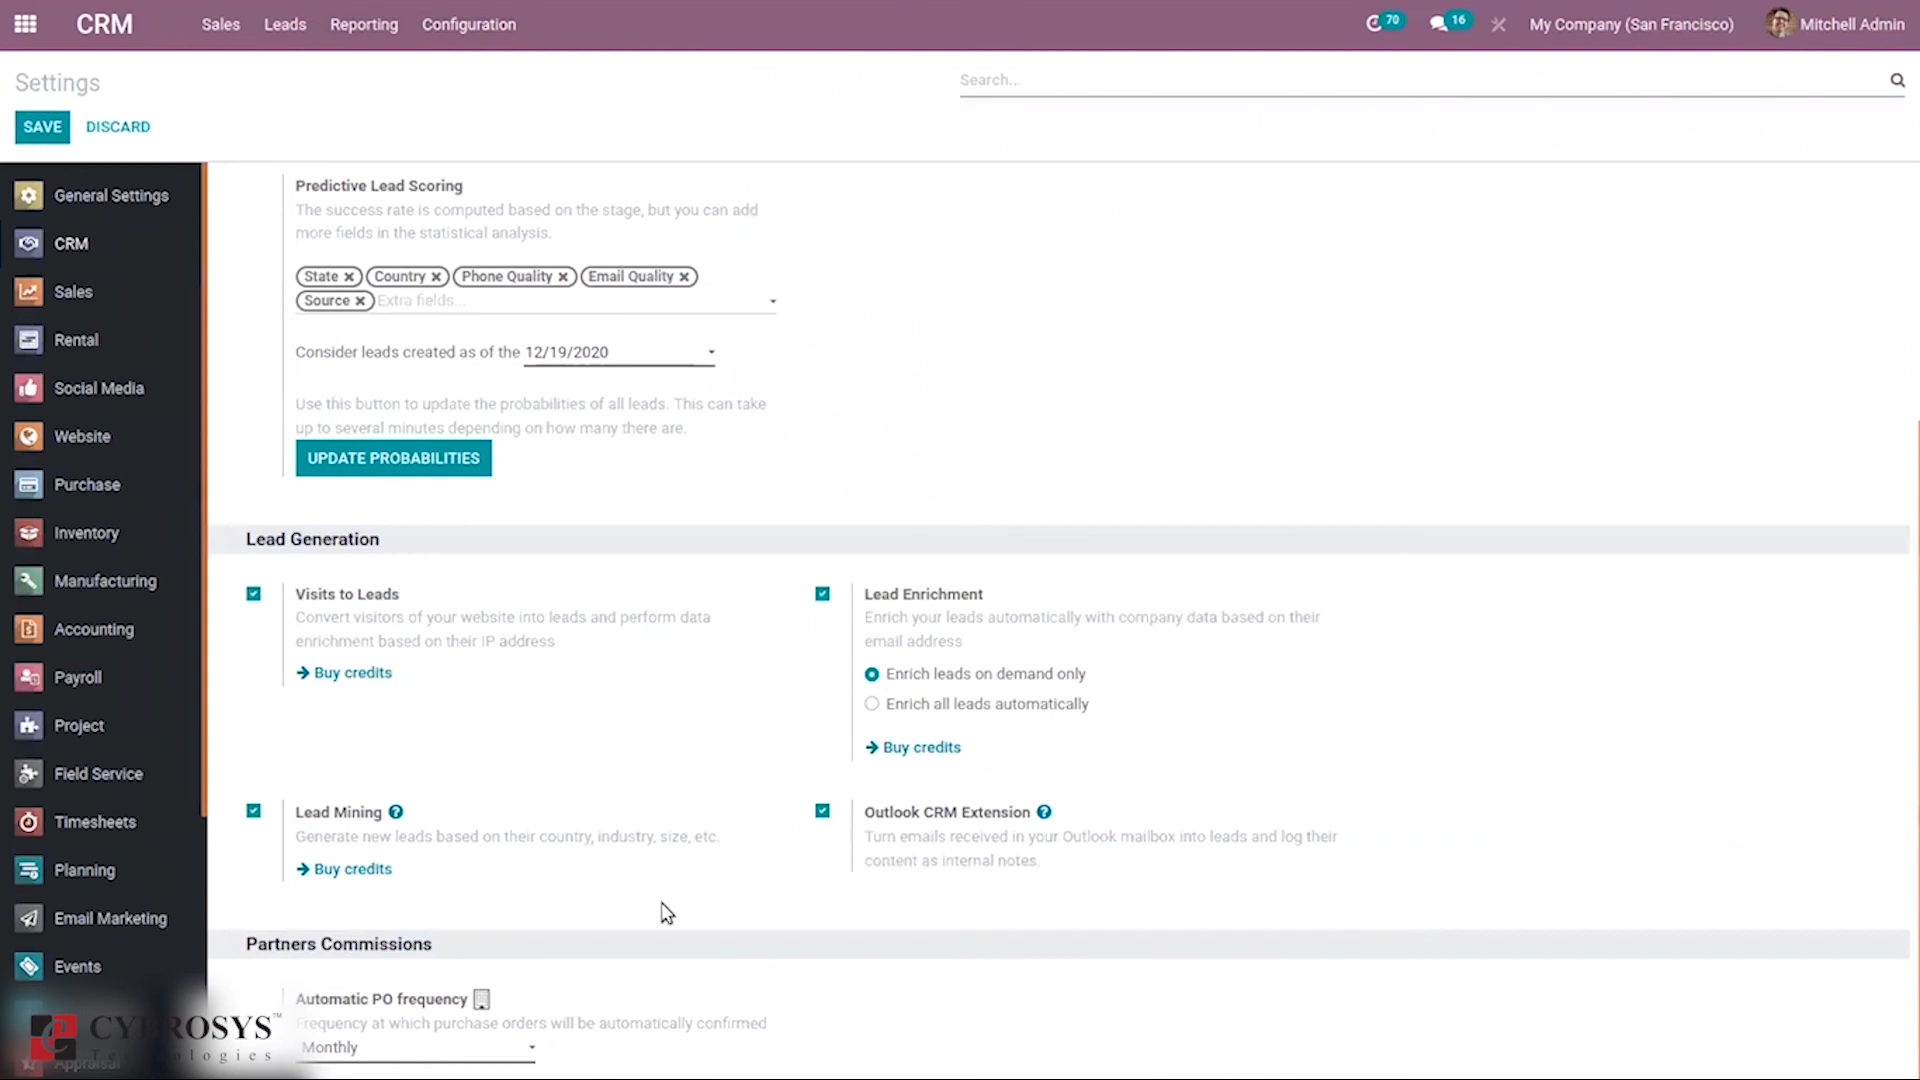 CRM
Sales
Leads
Reporting
Configuration
70
16
My Company (San Francisco)
Mitchell Admin
Settings
Search...
SAVE
DISCARD
General Settings
CRM
Sales
Rental
Social Media
Website
Purchase
Inventory
Manufacturing
Accounting
Payroll
Project
Field Service
Timesheets
Planning
Email Marketing
Events
Appraisal
CYBROSYS™
Technologies
Predictive Lead Scoring
The success rate is computed based on the stage, but you can add
more fields in the statistical analysis.
State Country Phone Quality Email Quality
Source Extra fields...
Consider leads created as of the 12/19/2020
Use this button to update the probabilities of all leads. This can take
up to several minutes depending on how many there are.
UPDATE PROBABILITIES
Lead Generation
Visits to Leads
Convert visitors of your website into leads and perform data
enrichment based on their IP address
Buy credits
Lead Enrichment
Enrich your leads automatically with company data based on their
email address
Enrich leads on demand only
Enrich all leads automatically
Buy credits
Lead Mining ?
Generate new leads based on their country, industry, size, etc.
Buy credits
Outlook CRM Extension ?
Turn emails received in your Outlook mailbox into leads and log their
content as internal notes.
Partners Commissions
Automatic PO frequency
Frequency at which purchase orders will be automatically confirmed
Monthly